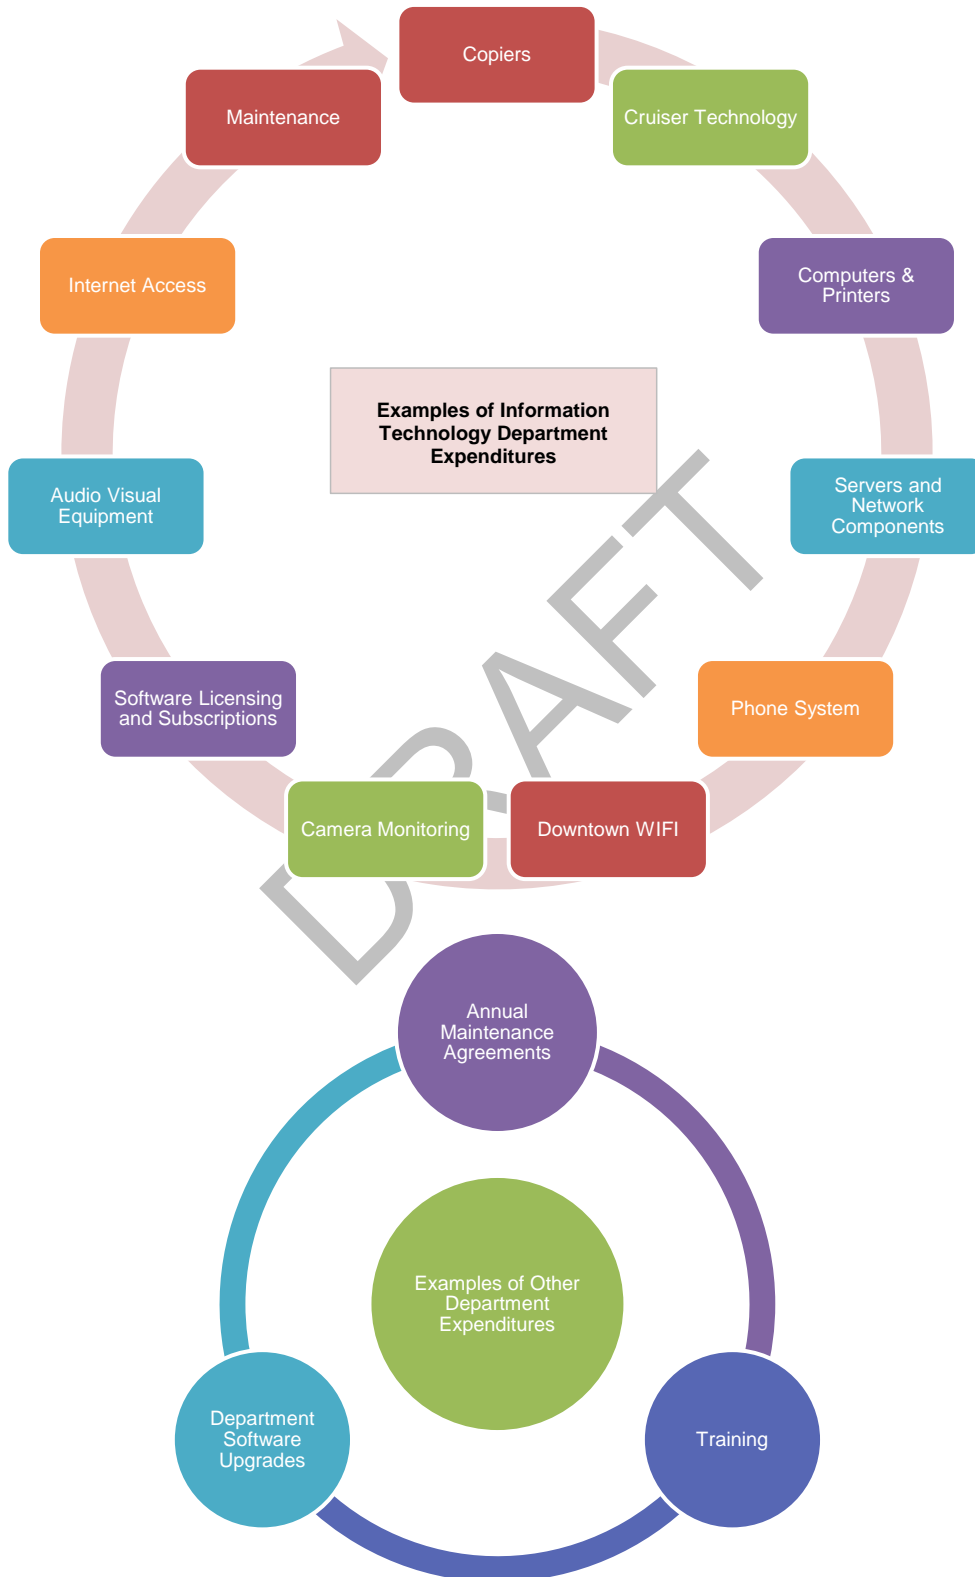 Copiers
Cruiser Technology
Computers &
Printers
Servers and
Network
Components
Phone System
Downtown WIFI
Camera Monitoring
Software Licensing
and Subscriptions
Audio Visual
Equipment
Internet Access
Maintenance
Examples of Information
Technology Department
Expenditures
DRAFT
Annual
Maintenance
Agreements
Training
Department
Software
Upgrades
Examples of Other
Department
Expenditures